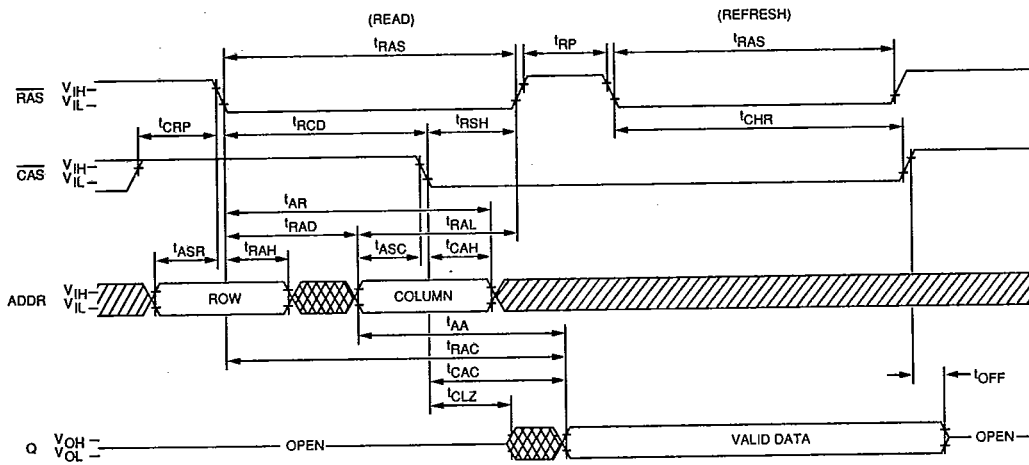 (READ) (REFRESH)
tRAS tRP tRAS
RAS VIH VIL
tCRP tRCD tRSH tCHR
CAS VIH VIL
tAR
tRAD tRAL
tASR tRAH tASC tCAH
ADDR VIH VIL ROW COLUMN
tAA
tRAC
tCAC tOFF
tCLZ
Q VOH VOL OPEN VALID DATA OPEN